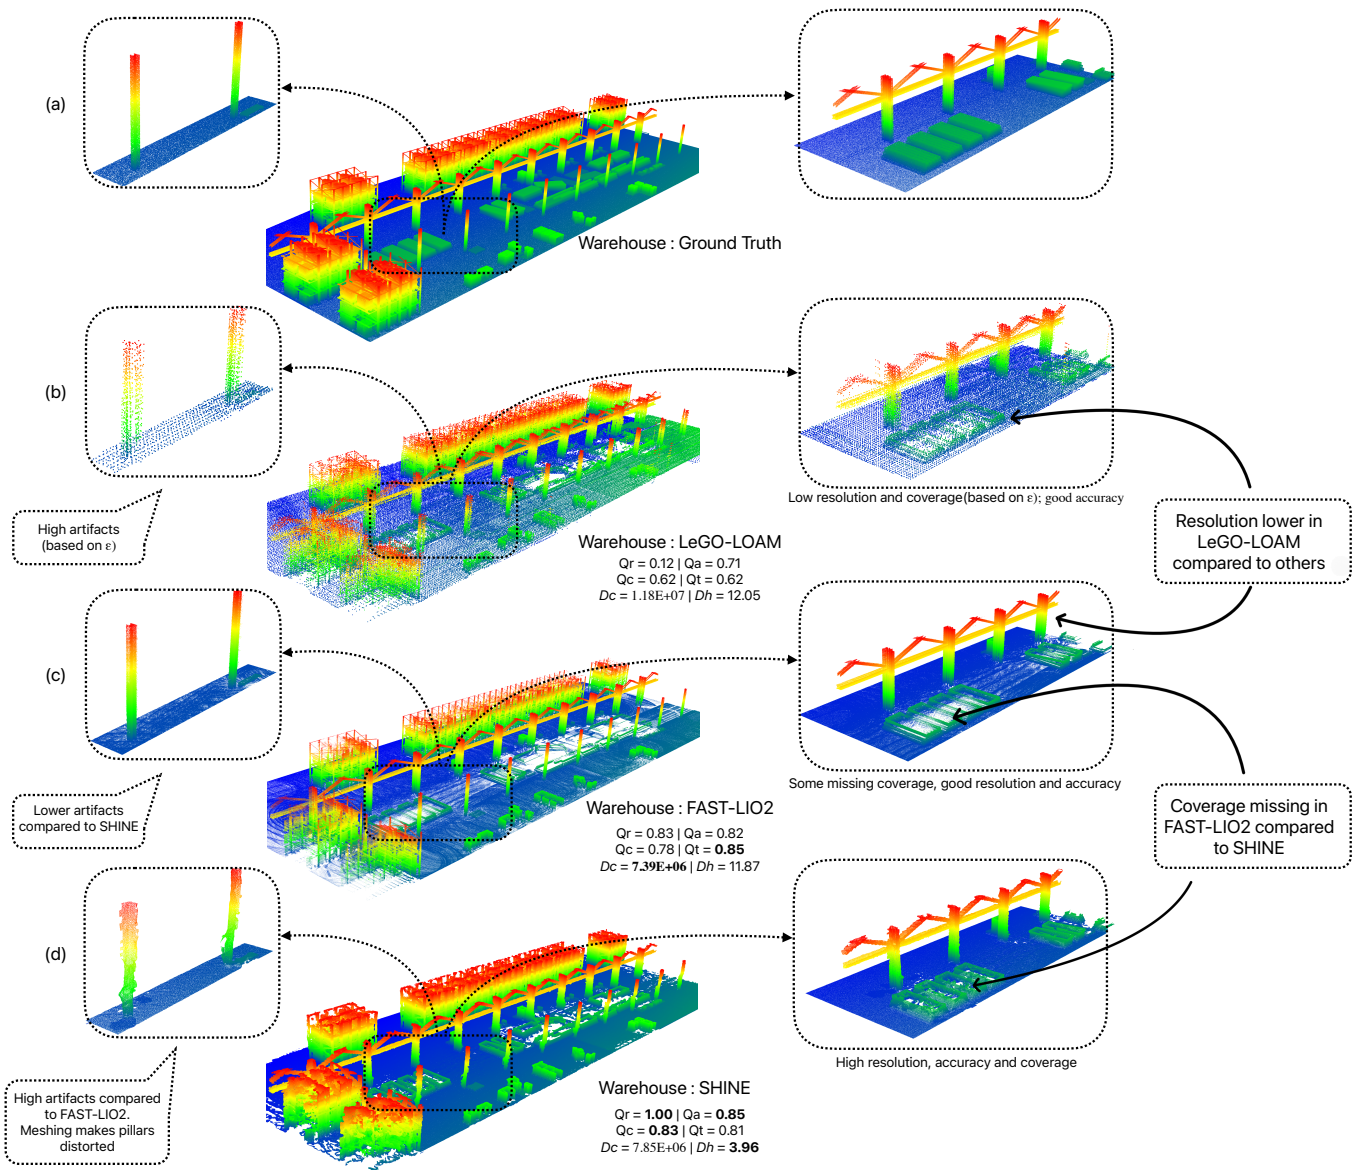 (a)
Warehouse : Ground Truth
(b)
High artifacts
(based on ε)
Low resolution and coverage(based on ε); good accuracy
Warehouse : LeGO-LOAM
Qr = 0.12 | Qa = 0.71
Qc = 0.62 | Qt = 0.62
Dc = 1.18E+07 | Dh = 12.05
Resolution lower in
LeGO-LOAM
compared to others
(c)
Lower artifacts
compared to SHINE
Some missing coverage, good resolution and accuracy
Warehouse : FAST-LIO2
Qr = 0.83 | Qa = 0.82
Qc = 0.78 | Qt = 0.85
Dc = 7.39E+06 | Dh = 11.87
Coverage missing in
FAST-LIO2 compared
to SHINE
(d)
High artifacts compared
to FAST-LIO2.
Meshing makes pillars
distorted
High resolution, accuracy and coverage
Warehouse : SHINE
Qr = 1.00 | Qa = 0.85
Qc = 0.83 | Qt = 0.81
Dc = 7.85E+06 | Dh = 3.96